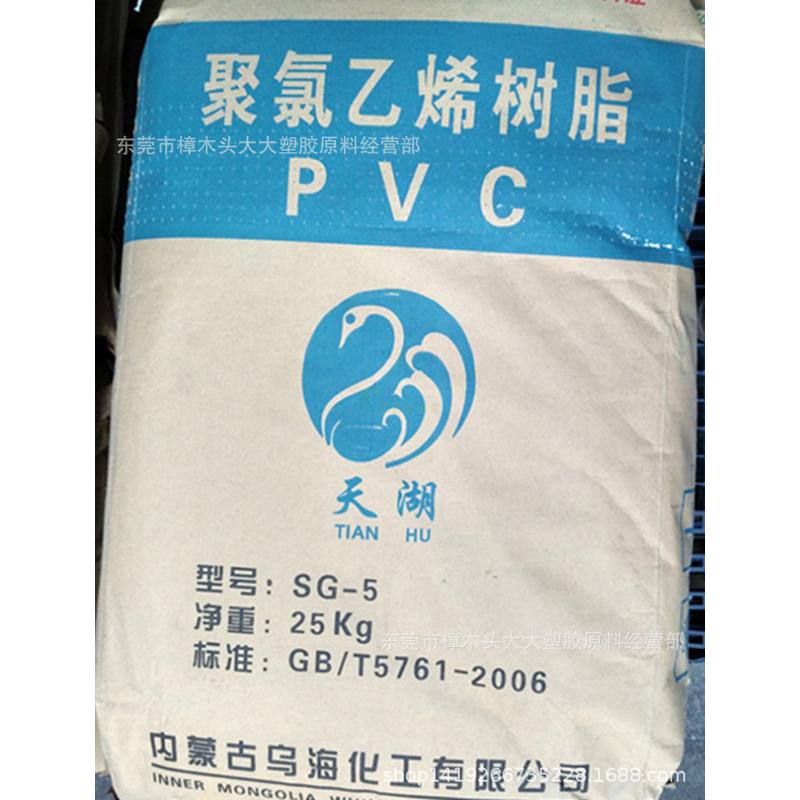 聚氯乙烯树脂
东莞市樟木头大大塑胶原料经营部
PVC
天湖
TIAN HU
型号: SG-5
净重: 25Kg
东莞市樟木头大大塑胶原料经营部
标准: GB/T5761-2006
内蒙古乌海化工有限公司
INNER MONGOLIA
shop1419266735228.1688.com